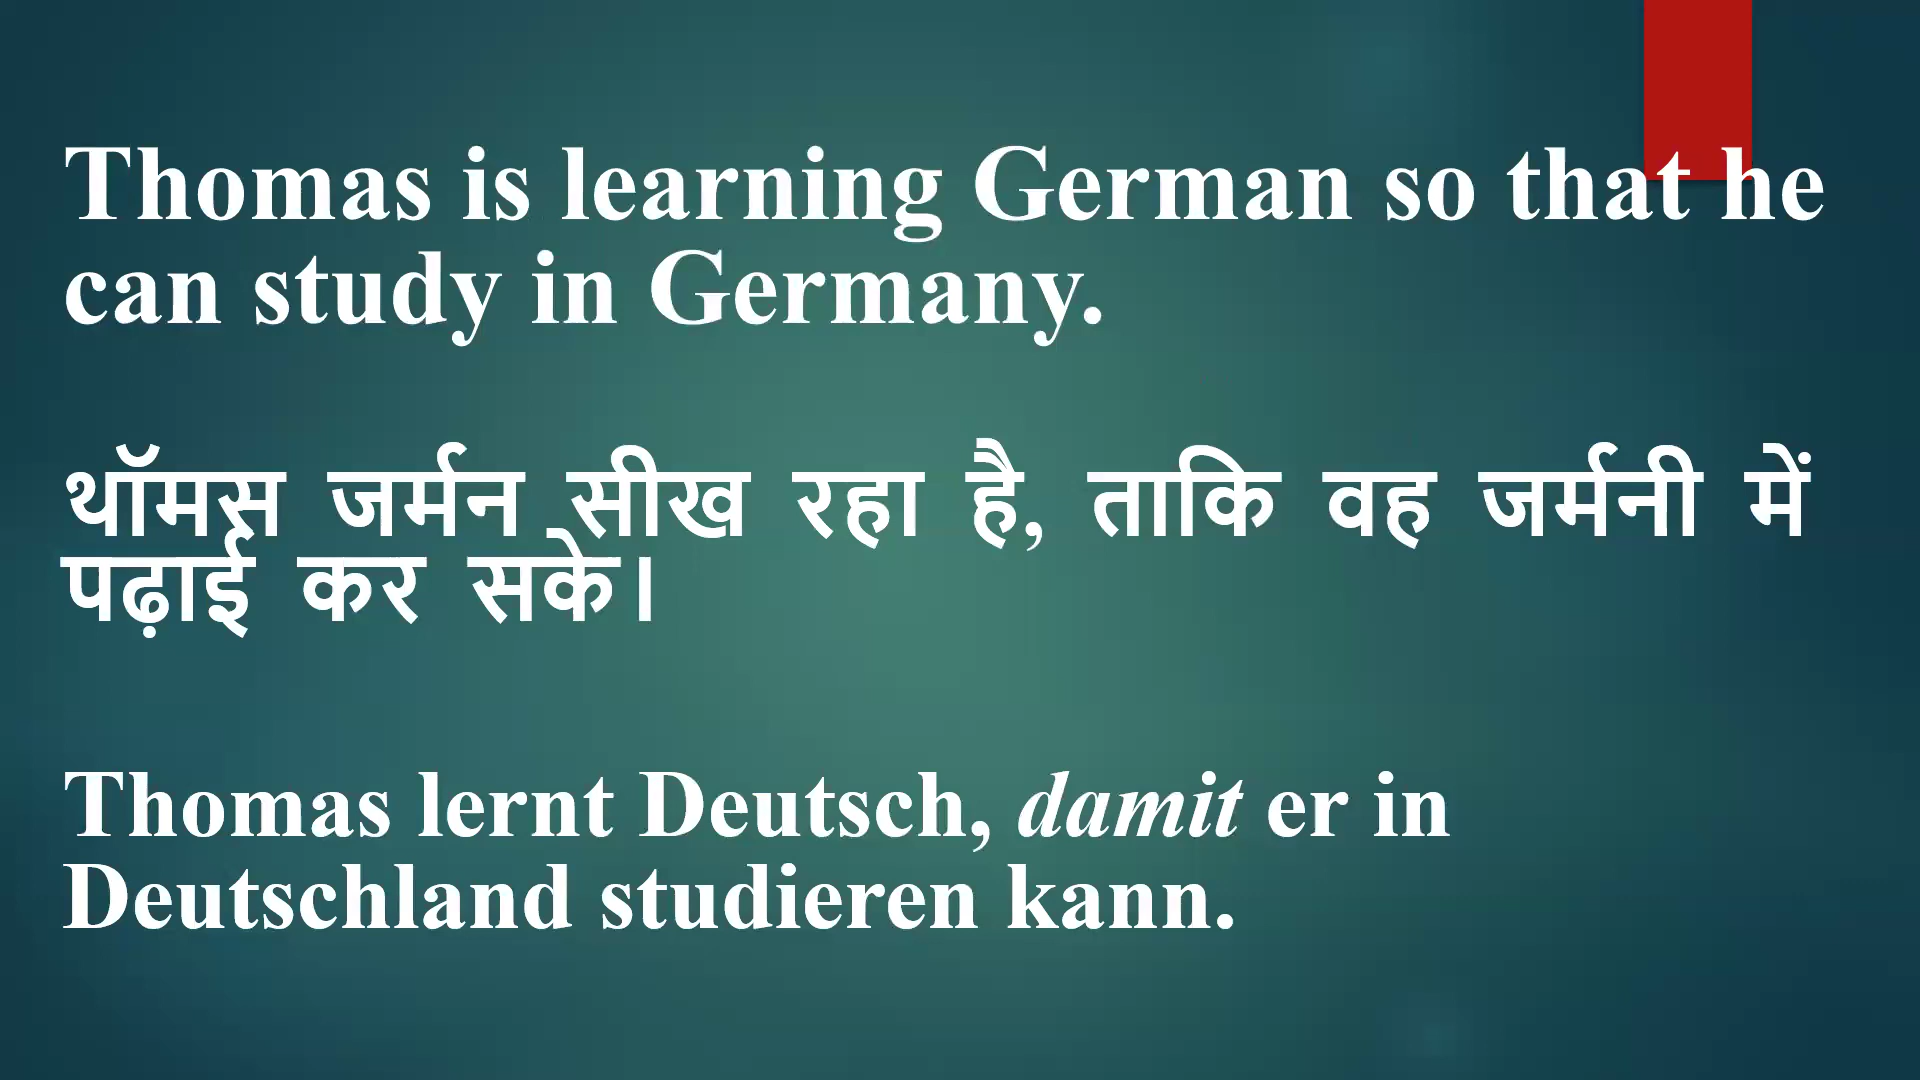 Thomas is learning German so that he
can study in Germany.
थॉमस जर्मन सीख रहा है, ताकि वह जर्मनी में
पढ़ाई कर सके।
Thomas lernt Deutsch, damit er in
Deutschland studieren kann.